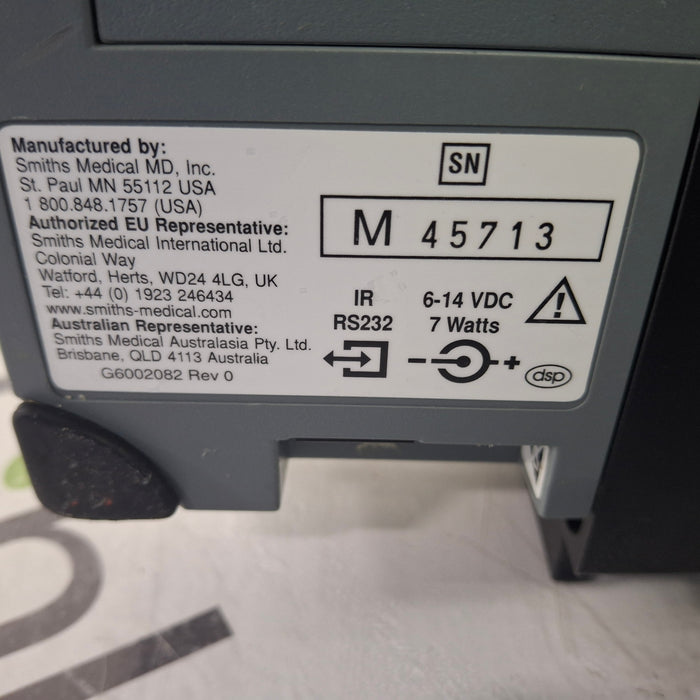 Manufactured by:
Smiths Medical MD, Inc.
St. Paul MN 55112 USA
1 800.848.1757 (USA)
Authorized EU Representative:
Smiths Medical International Ltd.
Colonial Way
Watford, Herts, WD24 4LG, UK
Tel: +44 (0) 1923 246434
www.smiths-medical.com
Australian Representative:
Smiths Medical Australasia Pty. Ltd.
Brisbane, QLD 4113 Australia
G6002082 Rev 0
SN
M 45713
IR
RS232
6-14 VDC
7 Watts
dsp